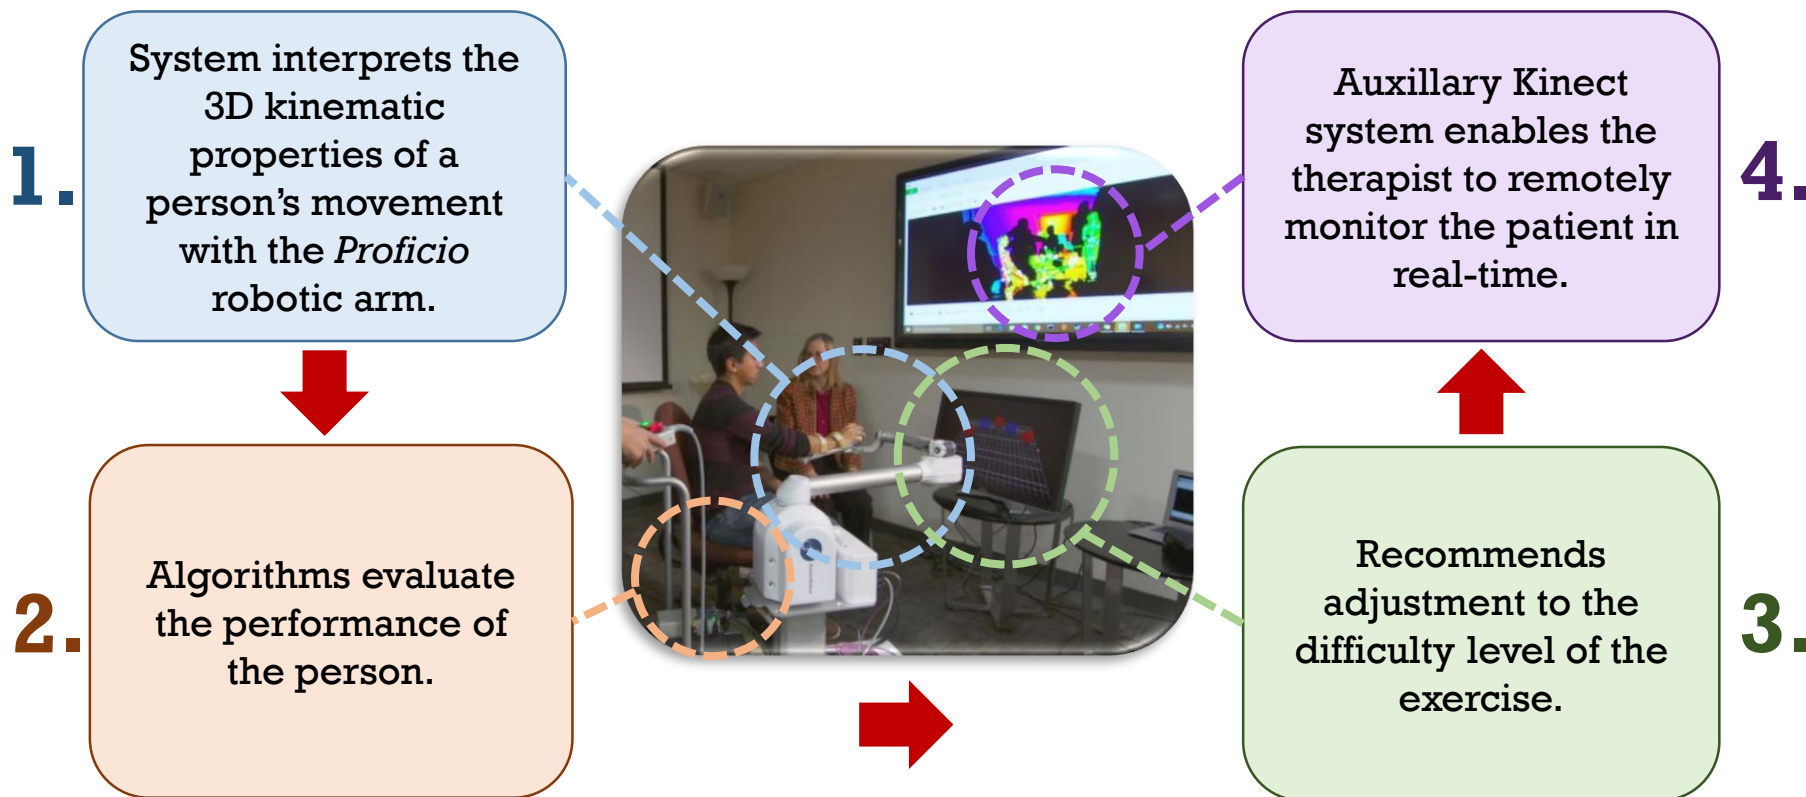 1.
System interprets the
3D kinematic
properties of a
person’s movement
with the Proficio
robotic arm.
2.
Algorithms evaluate
the performance of
the person.
3.
Recommends
adjustment to the
difficulty level of the
exercise.
4.
Auxillary Kinect
system enables the
therapist to remotely
monitor the patient in
real-time.